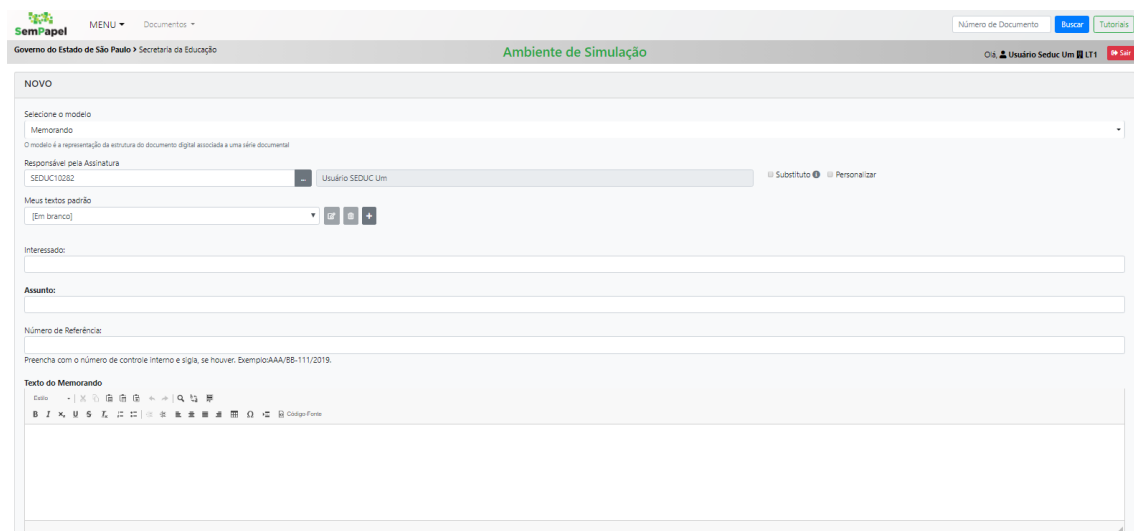 SemPapel MENU Documentos Número de Documento Buscar Tutoriais
Governo do Estado de São Paulo > Secretaria da Educação Ambiente de Simulação Olá, Usuário Seduc Um LT1 Sair
NOVO
Selecione o modelo
Memorando
O modelo é a representação da estrutura do documento digital associada a uma série documental
Responsável pela Assinatura
SEDUC10282 ... Usuário SEDUC Um Substituto Personalizar
Meus textos padrão
[Em branco]
Interessado:
Assunto:
Número de Referência:
Preencha com o número de controle interno e sigla, se houver. Exemplo:AAA/BB-111/2019.
Texto do Memorando
Estilo
B I U S Ω Código-Fonte